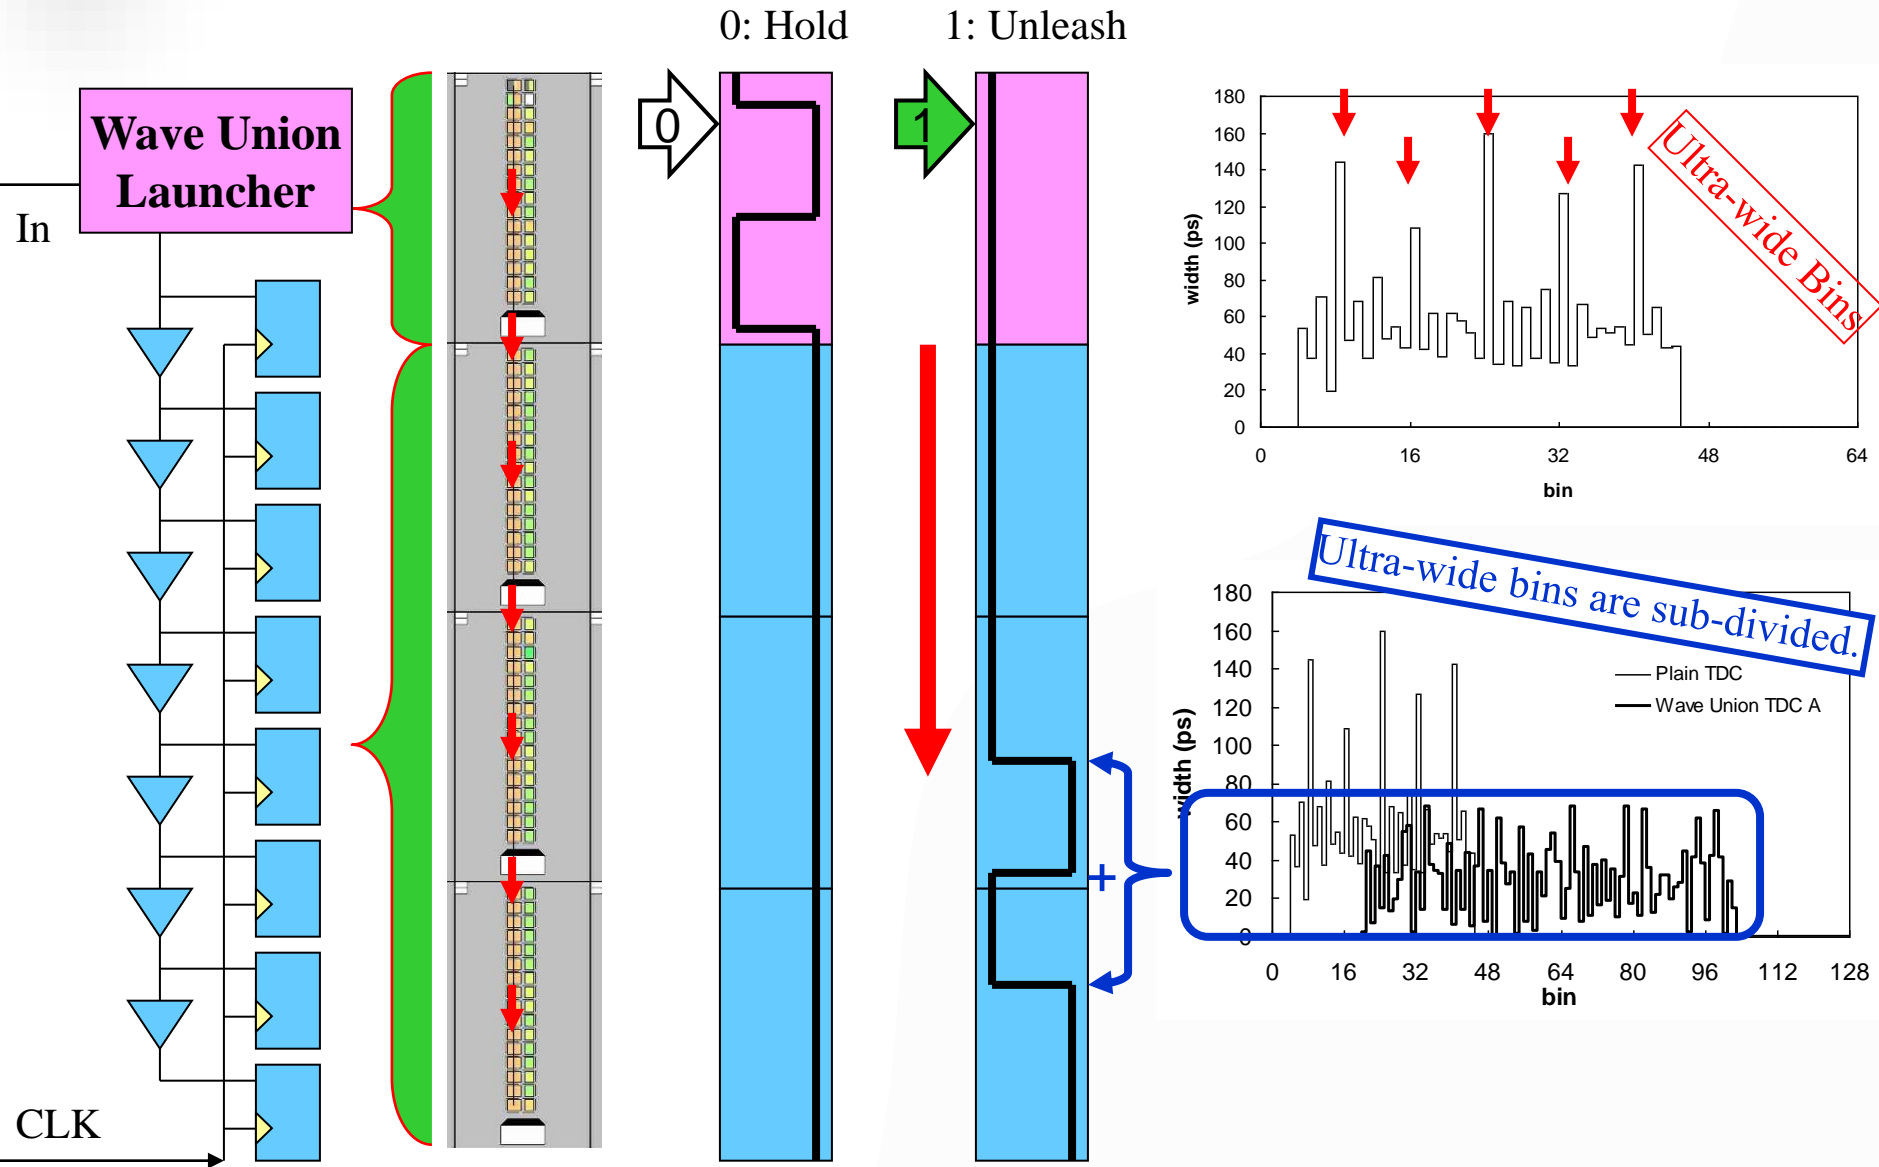 0: Hold
1: Unleash
Wave Union
Launcher
In
CLK
0
1
180
160
140
120
100
80
60
40
20
0
width (ps)
0 16 32 48 64
bin
Ultra-wide Bins
Ultra-wide bins are sub-divided.
180
160
140
120
100
80
60
40
20
0
width (ps)
Plain TDC
Wave Union TDC A
+
0 16 32 48 64 80 96 112 128
bin